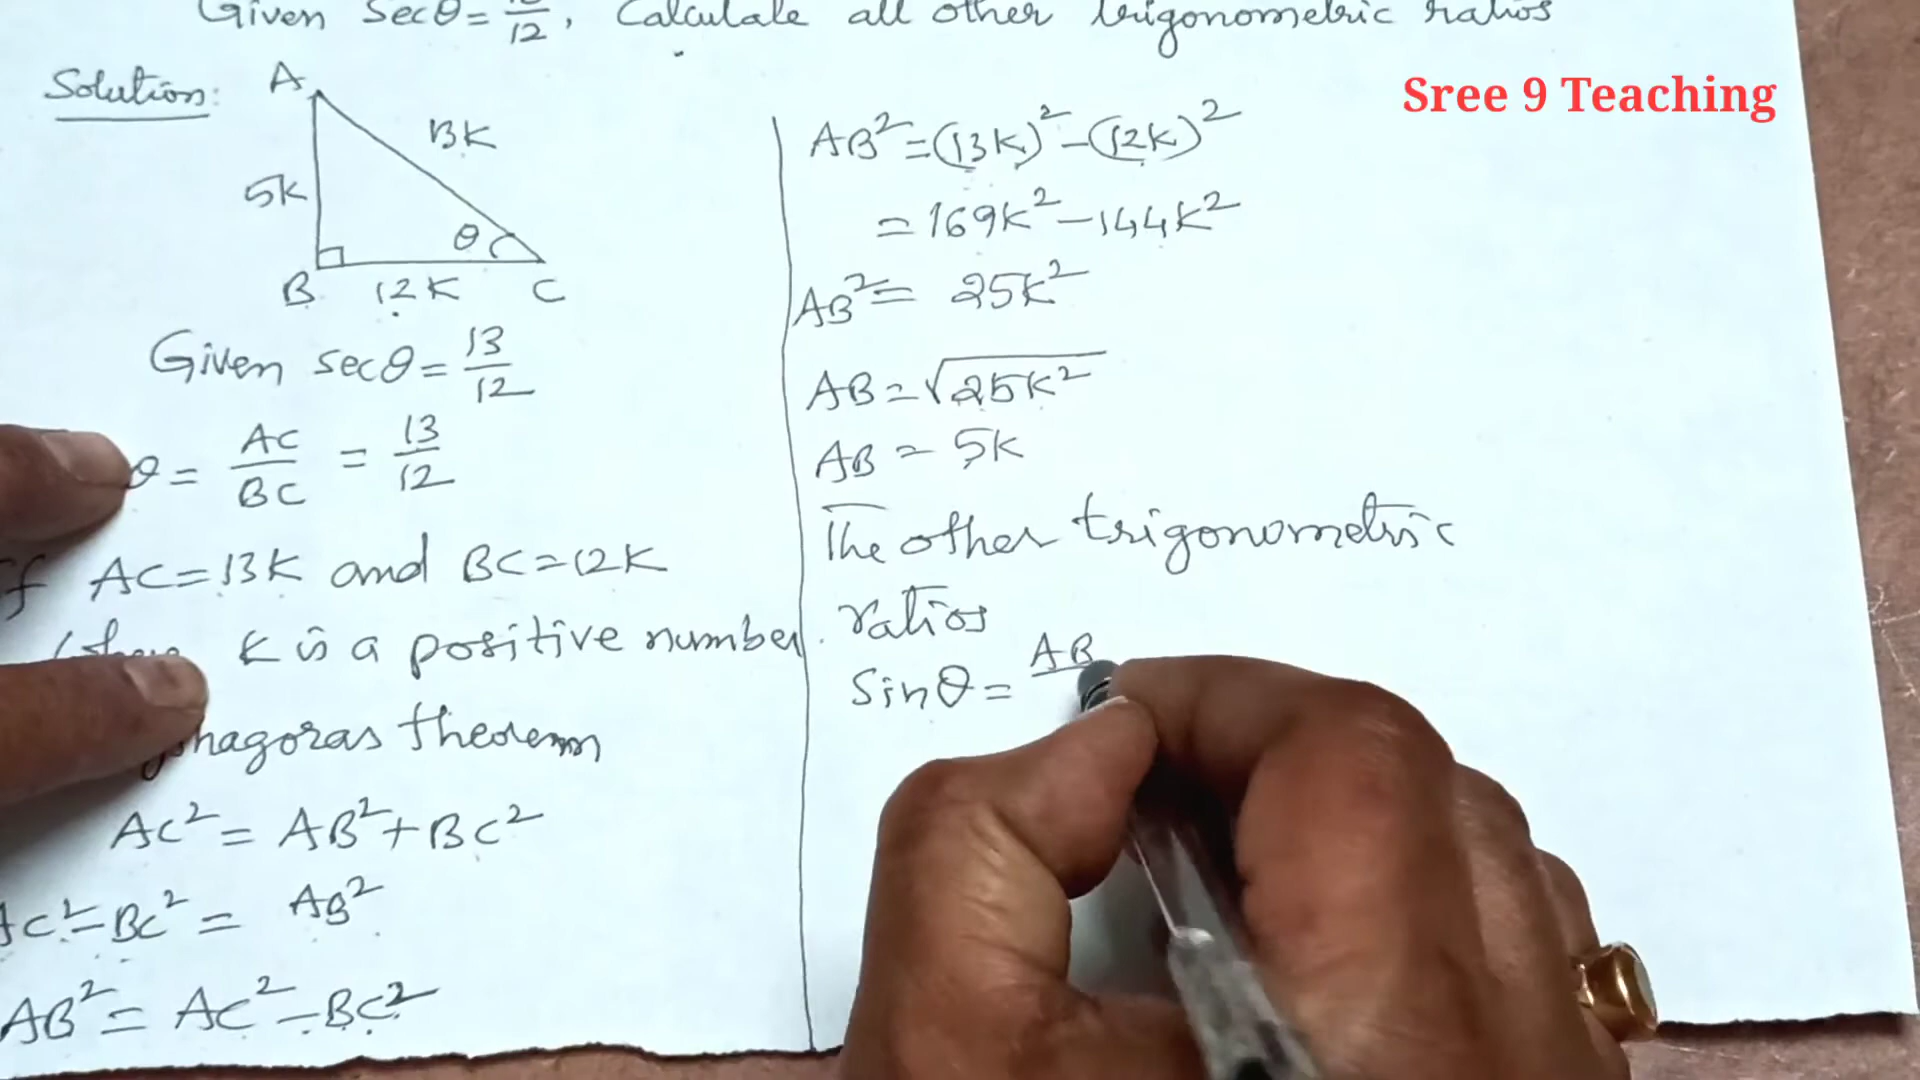 Given Secθ = 13/12, Calculate all other trigonometric ratios
Sree 9 Teaching
Solution:
A
13K
5K
θ
B 12K C
Given secθ = 13/12
θ = AC/BC = 13/12
If AC = 13K and BC = 12K
K is a positive number.
theorem
AC² = AB² + BC²
AC² - BC² = AB²
AB² = AC² - BC²
AB² = (13K)² - (12K)²
= 169K² - 144K²
AB² = 25K²
AB = √25K²
AB = 5K
The other trigonometric
ratios
Sinθ = AB